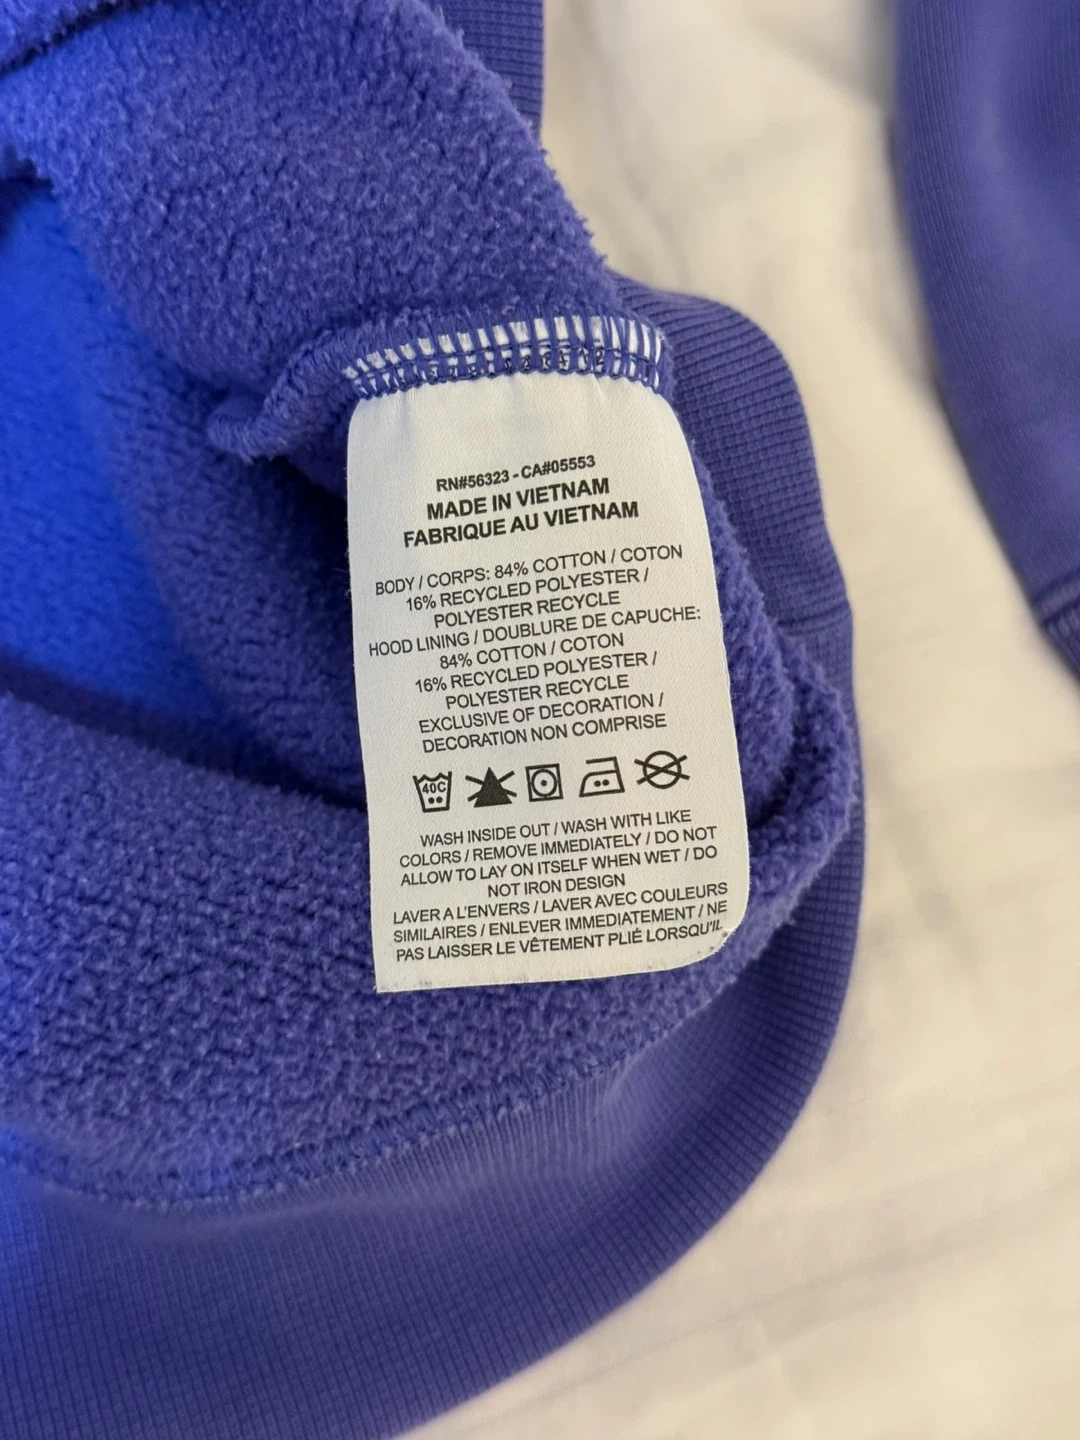 RN#56323 - CA#05553
MADE IN VIETNAM
FABRIQUE AU VIETNAM
BODY / CORPS: 84% COTTON / COTON
16% RECYCLED POLYESTER /
POLYESTER RECYCLE
HOOD LINING / DOUBLURE DE CAPUCHE:
84% COTTON / COTON
16% RECYCLED POLYESTER /
POLYESTER RECYCLE
EXCLUSIVE OF DECORATION /
DECORATION NON COMPRISE
40C
WASH INSIDE OUT / WASH WITH LIKE
COLORS / REMOVE IMMEDIATELY / DO NOT
ALLOW TO LAY ON ITSELF WHEN WET / DO
NOT IRON DESIGN
LAVER A L'ENVERS / LAVER AVEC COULEURS
SIMILAIRES / ENLEVER IMMEDIATEMENT / NE
PAS LAISSER LE VÊTEMENT PLIÉ LORSQU'IL